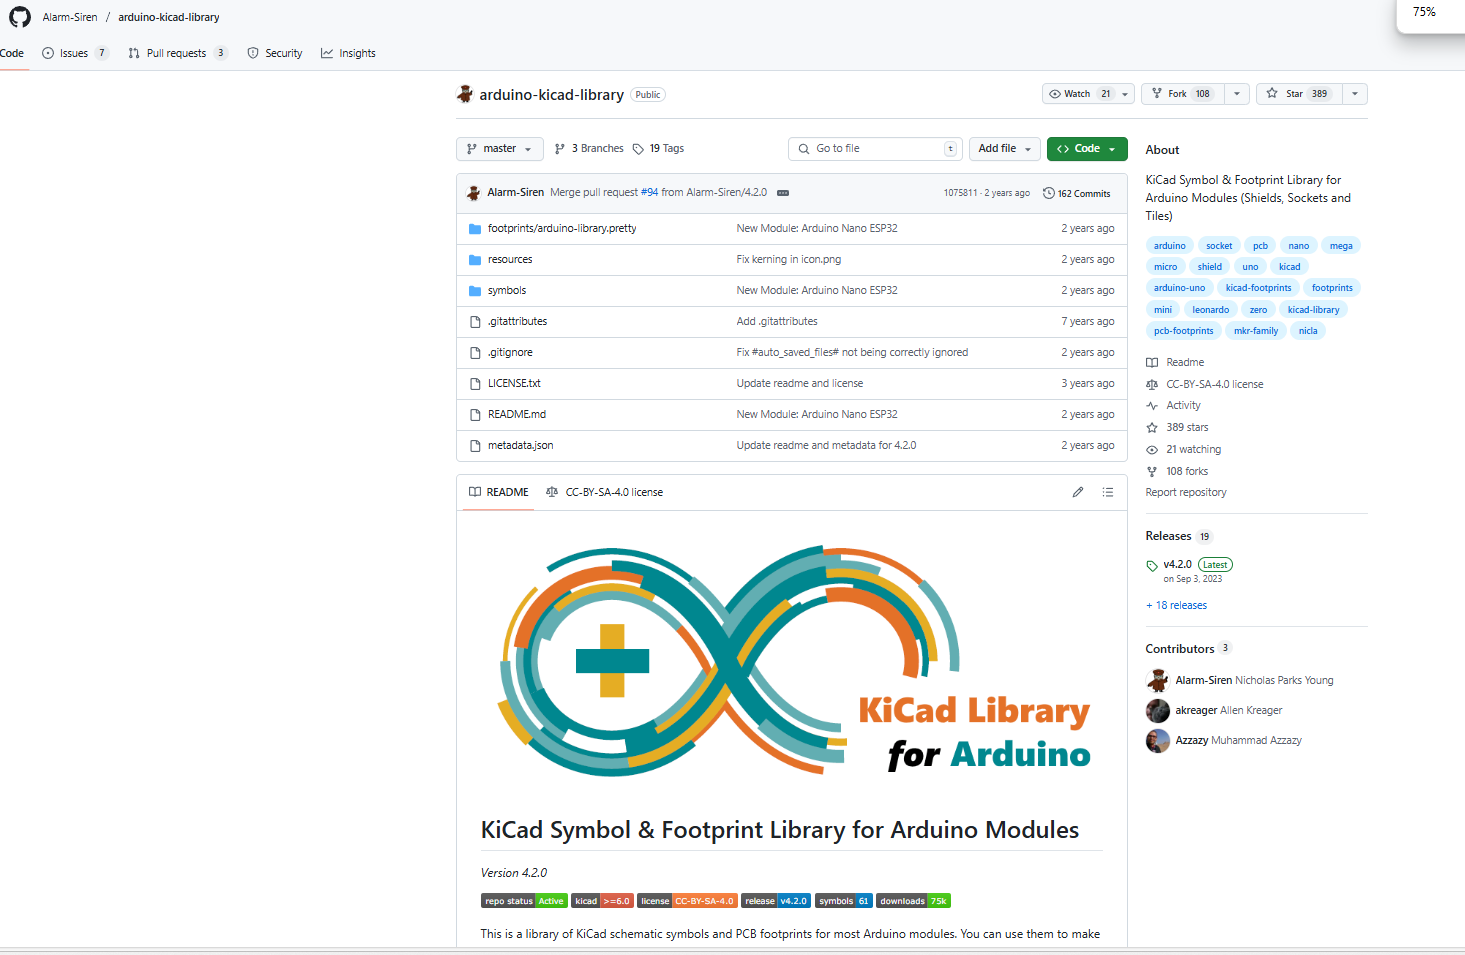 Alarm-Siren / arduino-kicad-library
75%
Code Issues 7 Pull requests 3 Security Insights
arduino-kicad-library Public
Watch 21 Fork 108 Star 389
master 3 Branches 19 Tags Go to file t Add file Code
Alarm-Siren Merge pull request #94 from Alarm-Siren/4.2.0 1075811 · 2 years ago 162 Commits
footprints/arduino-library.pretty New Module: Arduino Nano ESP32 2 years ago
resources Fix kerning in icon.png 2 years ago
symbols New Module: Arduino Nano ESP32 2 years ago
.gitattributes Add .gitattributes 7 years ago
.gitignore Fix #auto_saved_files# not being correctly ignored 2 years ago
LICENSE.txt Update readme and license 3 years ago
README.md New Module: Arduino Nano ESP32 2 years ago
metadata.json Update readme and metadata for 4.2.0 2 years ago
README CC-BY-SA-4.0 license
KiCad Library
for Arduino
KiCad Symbol & Footprint Library for Arduino Modules
Version 4.2.0
repo status Active kicad >=6.0 license CC-BY-SA-4.0 release v4.2.0 symbols 61 downloads 75k
This is a library of KiCad schematic symbols and PCB footprints for most Arduino modules. You can use them to make
About
KiCad Symbol & Footprint Library for
Arduino Modules (Shields, Sockets and
Tiles)
arduino socket pcb nano mega
micro shield uno kicad
arduino-uno kicad-footprints footprints
mini leonardo zero kicad-library
pcb-footprints mkr-family nicla
Readme
CC-BY-SA-4.0 license
Activity
389 stars
21 watching
108 forks
Report repository
Releases 19
v4.2.0 Latest
on Sep 3, 2023
+ 18 releases
Contributors 3
Alarm-Siren Nicholas Parks Young
akreager Allen Kreager
Azzazy Muhammad Azzazy